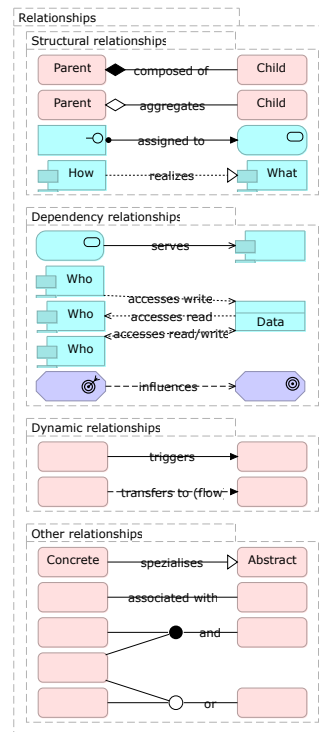 Relationships
Structural relationships
Parent composed of Child
Parent aggregates Child
assigned to
How realizes What
Dependency relationships
serves
Who
accesses write
Who accesses read
Data
accesses read/write
Who
influences
Dynamic relationships
triggers
transfers to (flow
Other relationships
Concrete spezialises Abstract
associated with
and
or